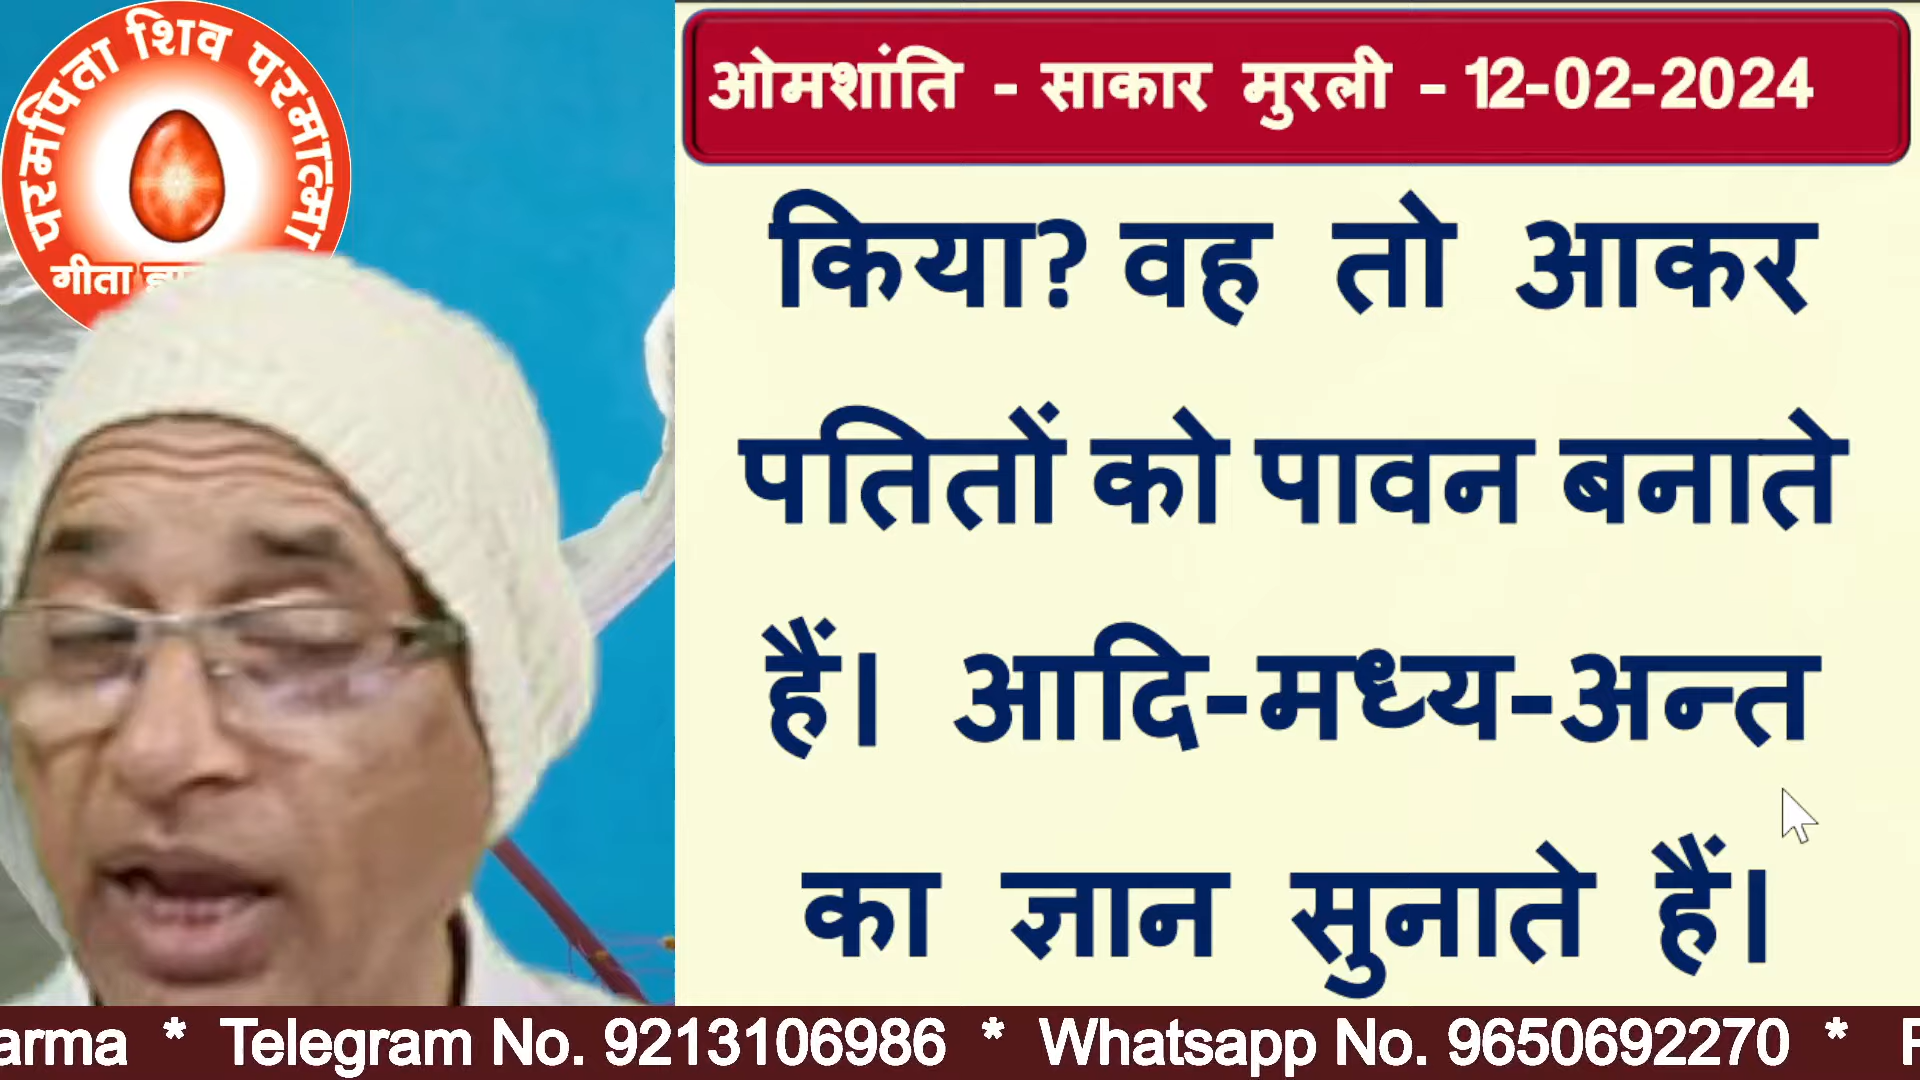 परमपिता शिव परमात्मा
गीता
ओमशांति - साकार मुरली - 12-02-2024
किया? वह तो आकर
पतितों को पावन बनाते
हैं। आदि-मध्य-अन्त
का ज्ञान सुनाते हैं।
arma * Telegram No. 9213106986 * Whatsapp No. 9650692270 *